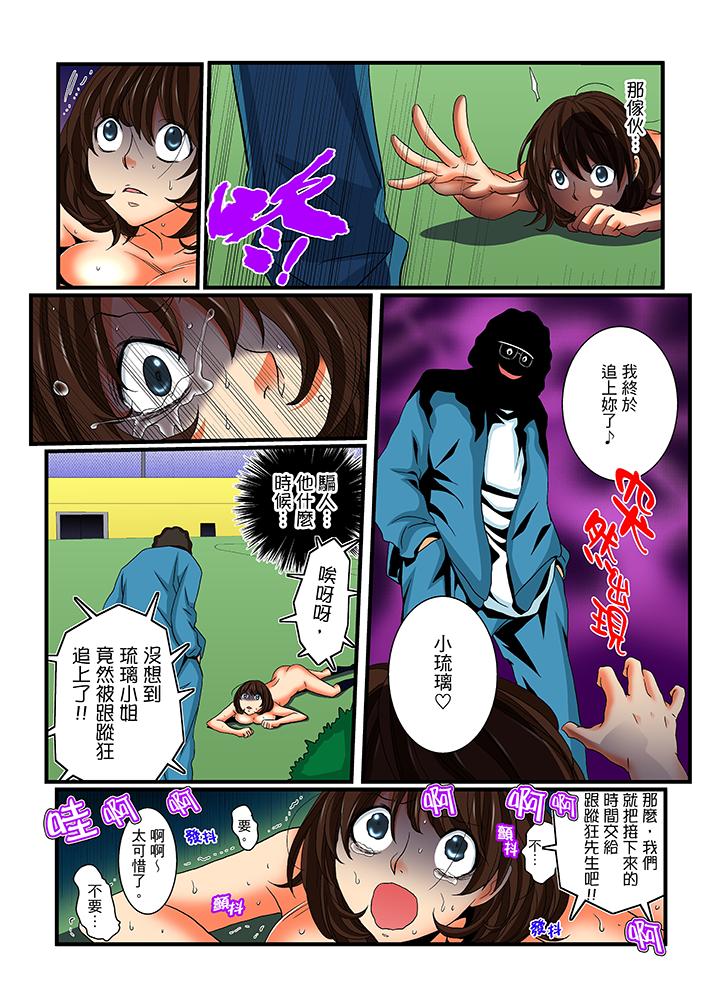 那傢伙…
咚!!
我終於
追上妳了♪
突然出現
小琉璃♡
騙人…
他什麼
時候…
唉呀呀，
沒想到
琉璃小姐
竟然被跟蹤狂
追上了!!
那麼，我們
就把接下來的
時間交給
跟蹤狂先生吧!!
不…
要。
啊啊～
太可惜了。
不要…
顫抖
發抖
發抖
顫抖
哇啊啊
啊啊啊
啊啊